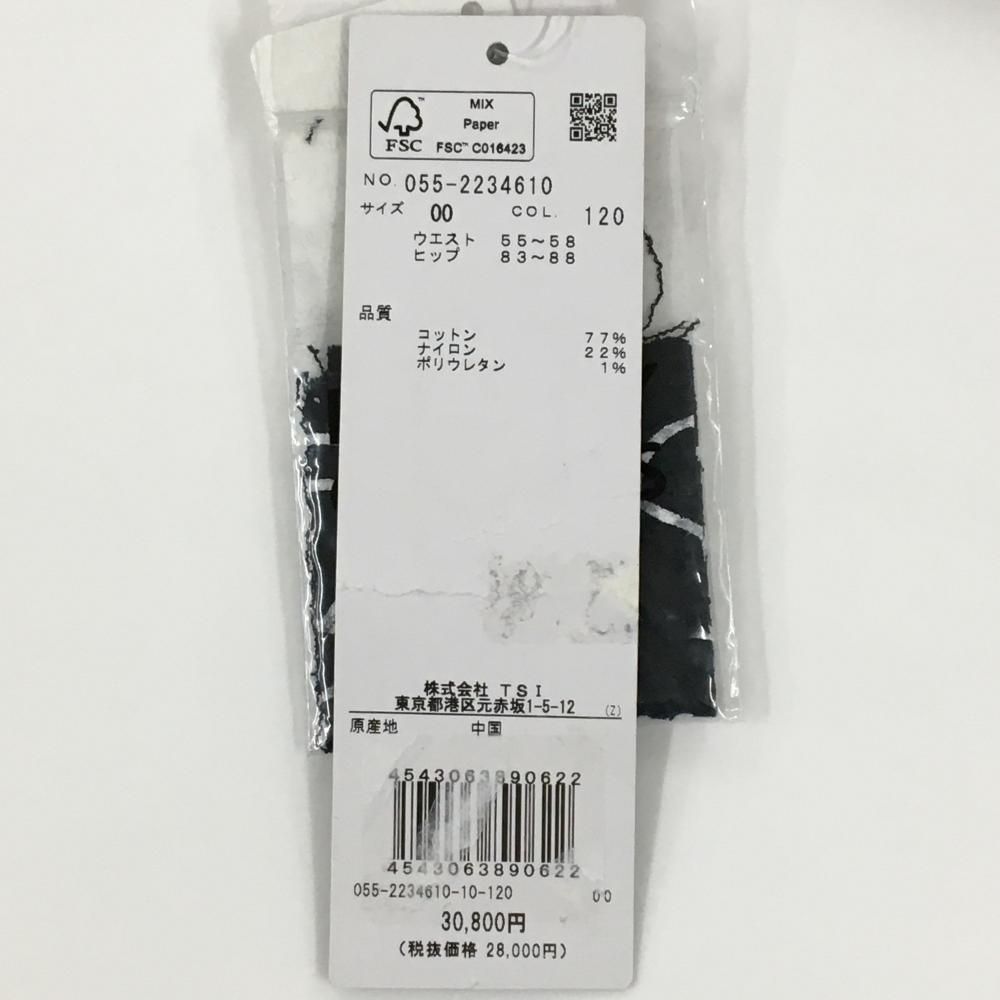 MIX
Paper
FSC™ C016423
FSC
NO. 055-2234610
サイズ 00 COL. 120
ウエスト 55～58
ヒップ 83～88
品質
コットン 77%
ナイロン 22%
ポリウレタン 1%
株式会社 TSI
東京都港区元赤坂1-5-12 (Z)
原産地 中国
4543063890622
4543063890622
055-2234610-10-120 00
30,800円
(税抜価格 28,000円)